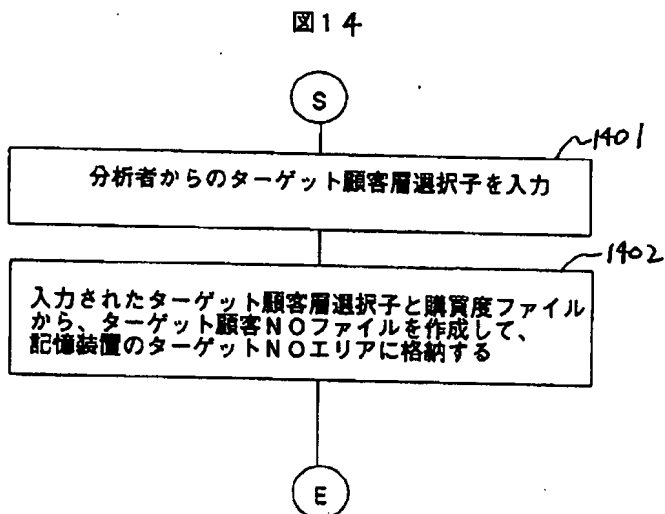 図14
S
1401
分析者からのターゲット顧客層選択子を入力
1402
入力されたターゲット顧客層選択子と購買度ファイル
から、ターゲット顧客NOファイルを作成して、
記憶装置のターゲットNOエリアに格納する
E